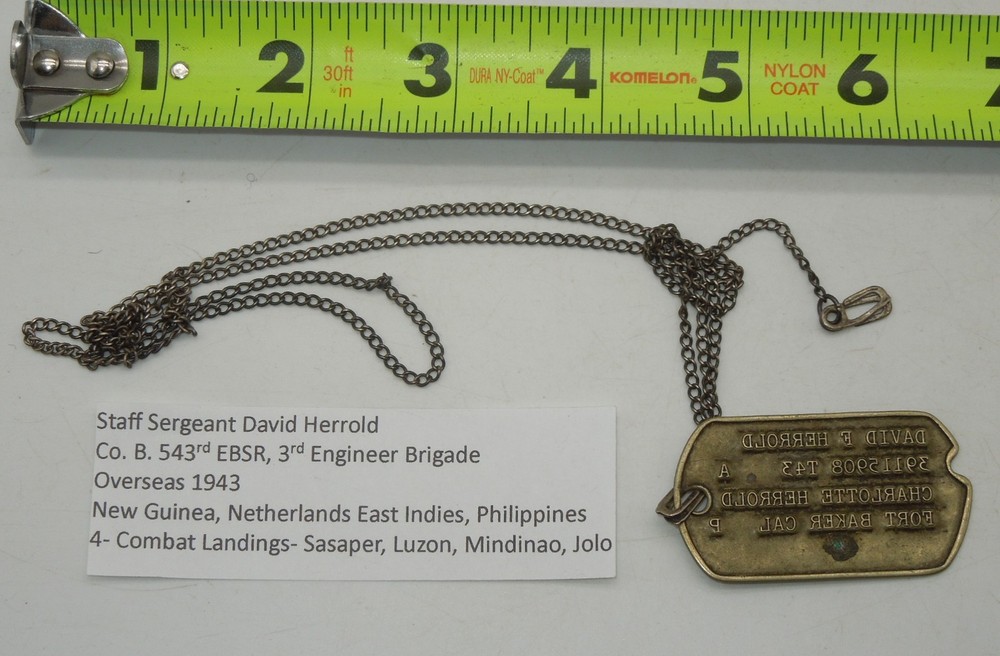 1 2 ft 3 DURA NY-Coat™ 4 KOMELON® 5 NYLON 6 7
30ft COAT
in
Staff Sergeant David Herrold
Co. B. 543rd EBSR, 3rd Engineer Brigade
Overseas 1943
New Guinea, Netherlands East Indies, Philippines
4- Combat Landings- Sasaper, Luzon, Mindinao, Jolo
DAVID F HERROLD
39115908 T43 A
CHARLOTTE HERROLD
FORT BAKER CAL P